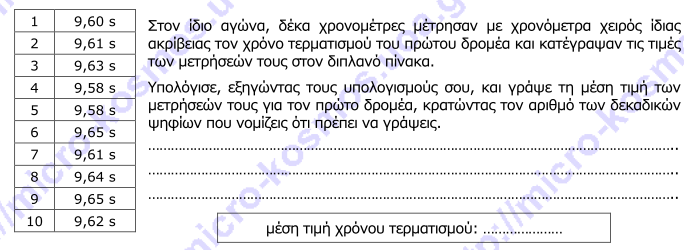 1 9,60 s
2 9,61 s
3 9,63 s
4 9,58 s
5 9,58 s
6 9,65 s
7 9,61 s
8 9,64 s
9 9,65 s
10 9,62 s
Στον ίδιο αγώνα, δέκα χρονομέτρες μέτρησαν με χρονόμετρα χειρός ίδιας
ακρίβειας τον χρόνο τερματισμού του πρώτου δρομέα και κατέγραψαν τις τιμές
των μετρήσεών τους στον διπλανό πίνακα.
Υπολόγισε, εξηγώντας τους υπολογισμούς σου, και γράψε τη μέση τιμή των
μετρήσεών τους για τον πρώτο δρομέα, κρατώντας τον αριθμό των δεκαδικών
ψηφίων που νομίζεις ότι πρέπει να γράψεις.
μέση τιμή χρόνου τερματισμού: .....................